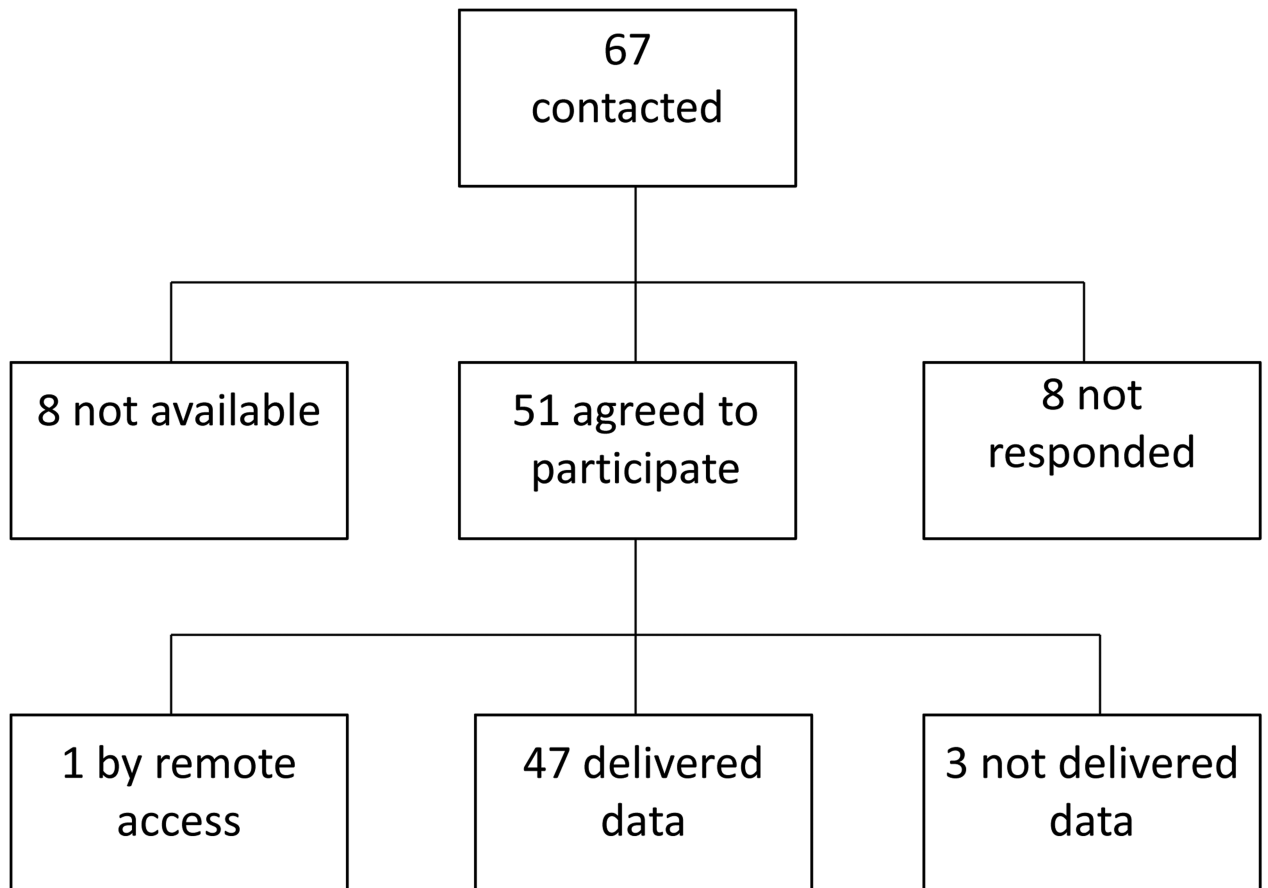 67
contacted
8 not available
51 agreed to
participate
8 not
responded
1 by remote
access
47 delivered
data
3 not delivered
data